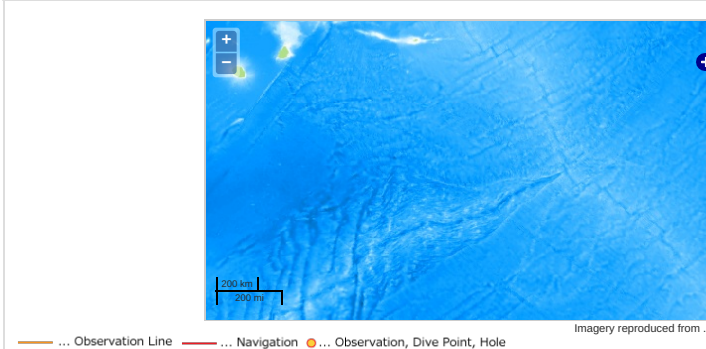 +
−
200 km
200 mi
Imagery reproduced from .
... Observation Line ... Navigation ... Observation, Dive Point, Hole